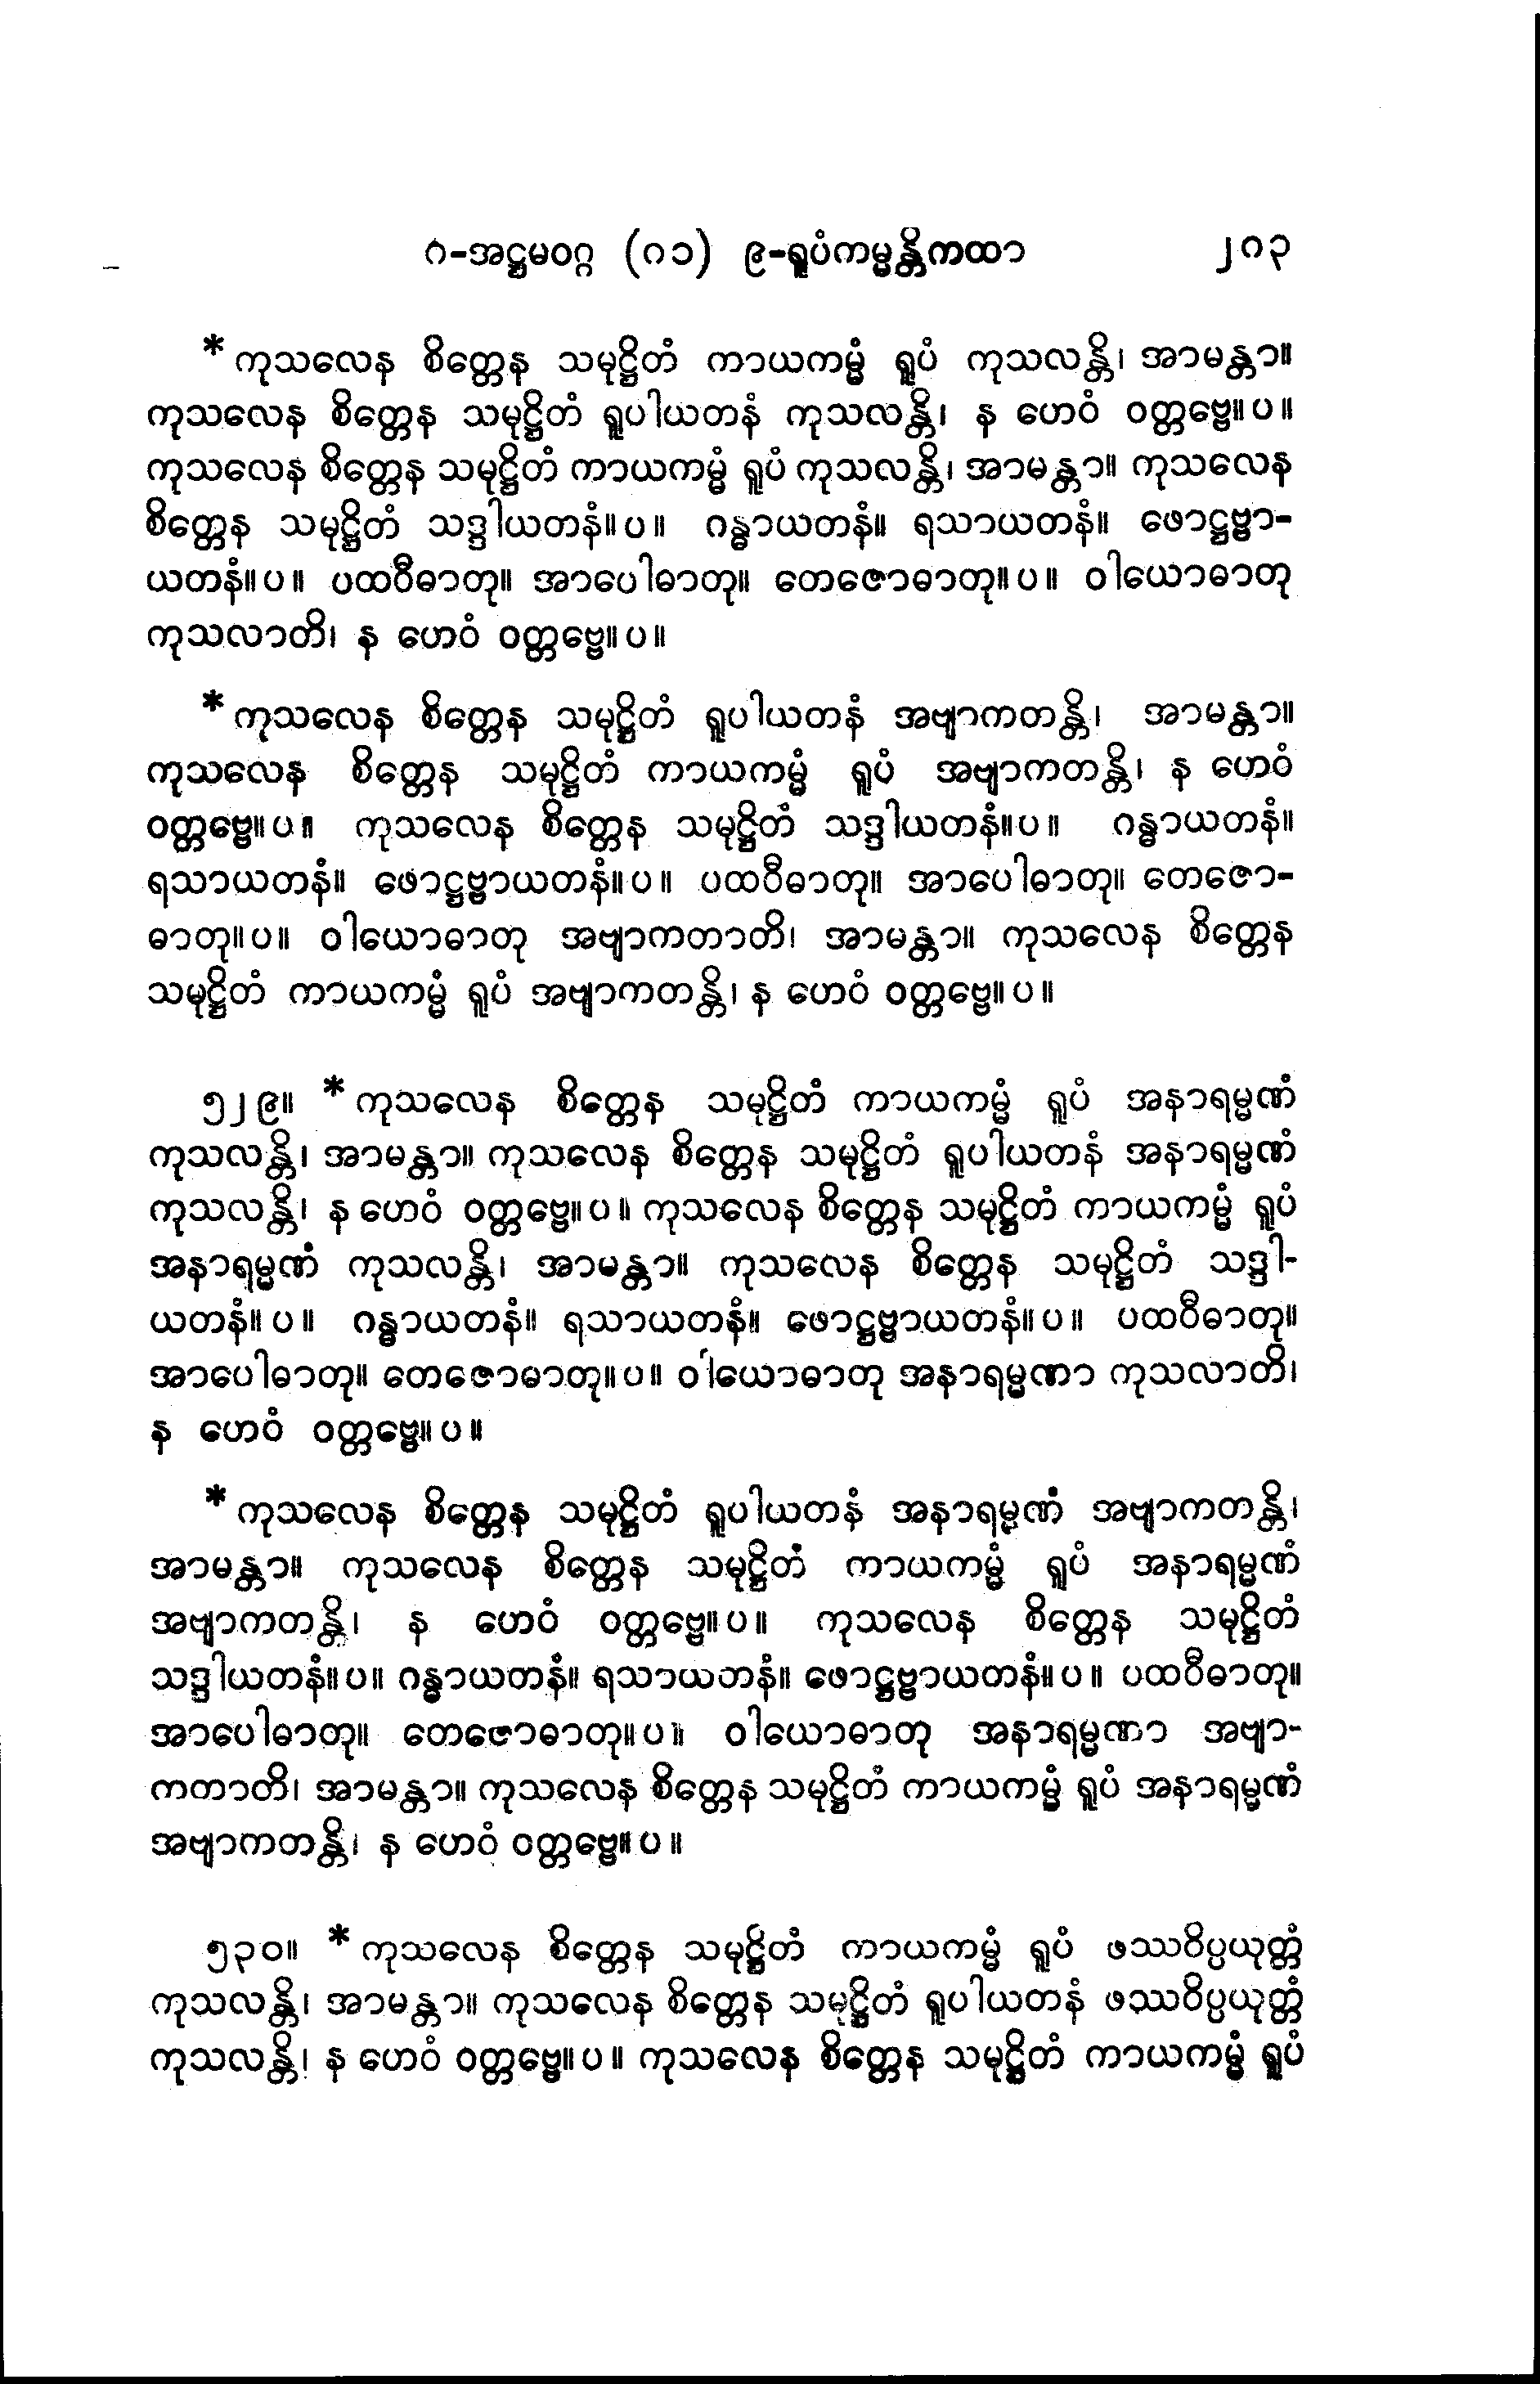 ၈-အဋ္ဌမဝဂ္ဂ (၈၁) ၉-ရူပံကမ္မန္တိကထာ ၂၈၃
* ကုသလေန စိတ္တေန သမုဋ္ဌိတံ ကာယကမ္မံ ရူပံ ကုသလန္တိ၊ အာမန္တာ။
ကုသလေန စိတ္တေန သမုဋ္ဌိတံ ရူပါယတနံ ကုသလန္တိ၊ န ဟေဝံ ဝတ္တဗ္ဗေ။ပ။
ကုသလေန စိတ္တေန သမုဋ္ဌိတံ ကာယကမ္မံ ရူပံ ကုသလန္တိ၊ အာမန္တာ။ ကုသလေန
စိတ္တေန သမုဋ္ဌိတံ သဒ္ဒါယတနံ။ပ။ ဂန္ဓာယတနံ။ ရသာယတနံ။ ဖောဋ္ဌဗ္ဗာ-
ယတနံ။ပ။ ပထဝီဓာတု။ အာပေါဓာတု။ တေဇောဓာတု။ပ။ ဝါယောဓာတု
ကုသလာတိ၊ န ဟေဝံ ဝတ္တဗ္ဗေ။ပ။
* ကုသလေန စိတ္တေန သမုဋ္ဌိတံ ရူပါယတနံ အဗျာကတန္တိ၊ အာမန္တာ။
ကုသလေန စိတ္တေန သမုဋ္ဌိတံ ကာယကမ္မံ ရူပံ အဗျာကတန္တိ၊ န ဟေဝံ
ဝတ္တဗ္ဗေ။ပ။ ကုသလေန စိတ္တေန သမုဋ္ဌိတံ သဒ္ဒါယတနံ။ပ။ ဂန္ဓာယတနံ။
ရသာယတနံ။ ဖောဋ္ဌဗ္ဗာယတနံ။ပ။ ပထဝီဓာတု။ အာပေါဓာတု။ တေဇော-
ဓာတု။ပ။ ဝါယောဓာတု အဗျာကတာတိ၊ အာမန္တာ။ ကုသလေန စိတ္တေန
သမုဋ္ဌိတံ ကာယကမ္မံ ရူပံ အဗျာကတန္တိ၊ န ဟေဝံ ဝတ္တဗ္ဗေ။ပ။
၅၂၉။ * ကုသလေန စိတ္တေန သမုဋ္ဌိတံ ကာယကမ္မံ ရူပံ အနာရမ္မဏံ
ကုသလန္တိ၊ အာမန္တာ။ ကုသလေန စိတ္တေန သမုဋ္ဌိတံ ရူပါယတနံ အနာရမ္မဏံ
ကုသလန္တိ၊ န ဟေဝံ ဝတ္တဗ္ဗေ။ပ။ ကုသလေန စိတ္တေန သမုဋ္ဌိတံ ကာယကမ္မံ ရူပံ
အနာရမ္မဏံ ကုသလန္တိ၊ အာမန္တာ။ ကုသလေန စိတ္တေန သမုဋ္ဌိတံ သဒ္ဒါ-
ယတနံ။ပ။ ဂန္ဓာယတနံ။ ရသာယတနံ။ ဖောဋ္ဌဗ္ဗာယတနံ။ပ။ ပထဝီဓာတု။
အာပေါဓာတု။ တေဇောဓာတု။ပ။ ဝါယောဓာတု အနာရမ္မဏာ ကုသလာတိ၊
န ဟေဝံ ဝတ္တဗ္ဗေ။ပ။
* ကုသလေန စိတ္တေန သမုဋ္ဌိတံ ရူပါယတနံ အနာရမ္မဏံ အဗျာကတန္တိ၊
အာမန္တာ။ ကုသလေန စိတ္တေန သမုဋ္ဌိတံ ကာယကမ္မံ ရူပံ အနာရမ္မဏံ
အဗျာကတန္တိ၊ န ဟေဝံ ဝတ္တဗ္ဗေ။ပ။ ကုသလေန စိတ္တေန သမုဋ္ဌိတံ
သဒ္ဒါယတနံ။ပ။ ဂန္ဓာယတနံ။ ရသာယတနံ။ ဖောဋ္ဌဗ္ဗာယတနံ။ပ။ ပထဝီဓာတု။
အာပေါဓာတု။ တေဇောဓာတု။ပ။ ဝါယောဓာတု အနာရမ္မဏာ အဗျာ-
ကတာတိ၊ အာမန္တာ။ ကုသလေန စိတ္တေန သမုဋ္ဌိတံ ကာယကမ္မံ ရူပံ အနာရမ္မဏံ
အဗျာကတန္တိ၊ န ဟေဝံ ဝတ္တဗ္ဗေ။ပ။
၅၃၀။ * ကုသလေန စိတ္တေန သမုဋ္ဌိတံ ကာယကမ္မံ ရူပံ ဖဿဝိပ္ပယုတ္တံ
ကုသလန္တိ၊ အာမန္တာ။ ကုသလေန စိတ္တေန သမုဋ္ဌိတံ ရူပါယတနံ ဖဿဝိပ္ပယုတ္တံ
ကုသလန္တိ၊ န ဟေဝံ ဝတ္တဗ္ဗေ။ပ။ ကုသလေန စိတ္တေန သမုဋ္ဌိတံ ကာယကမ္မံ ရူပံ